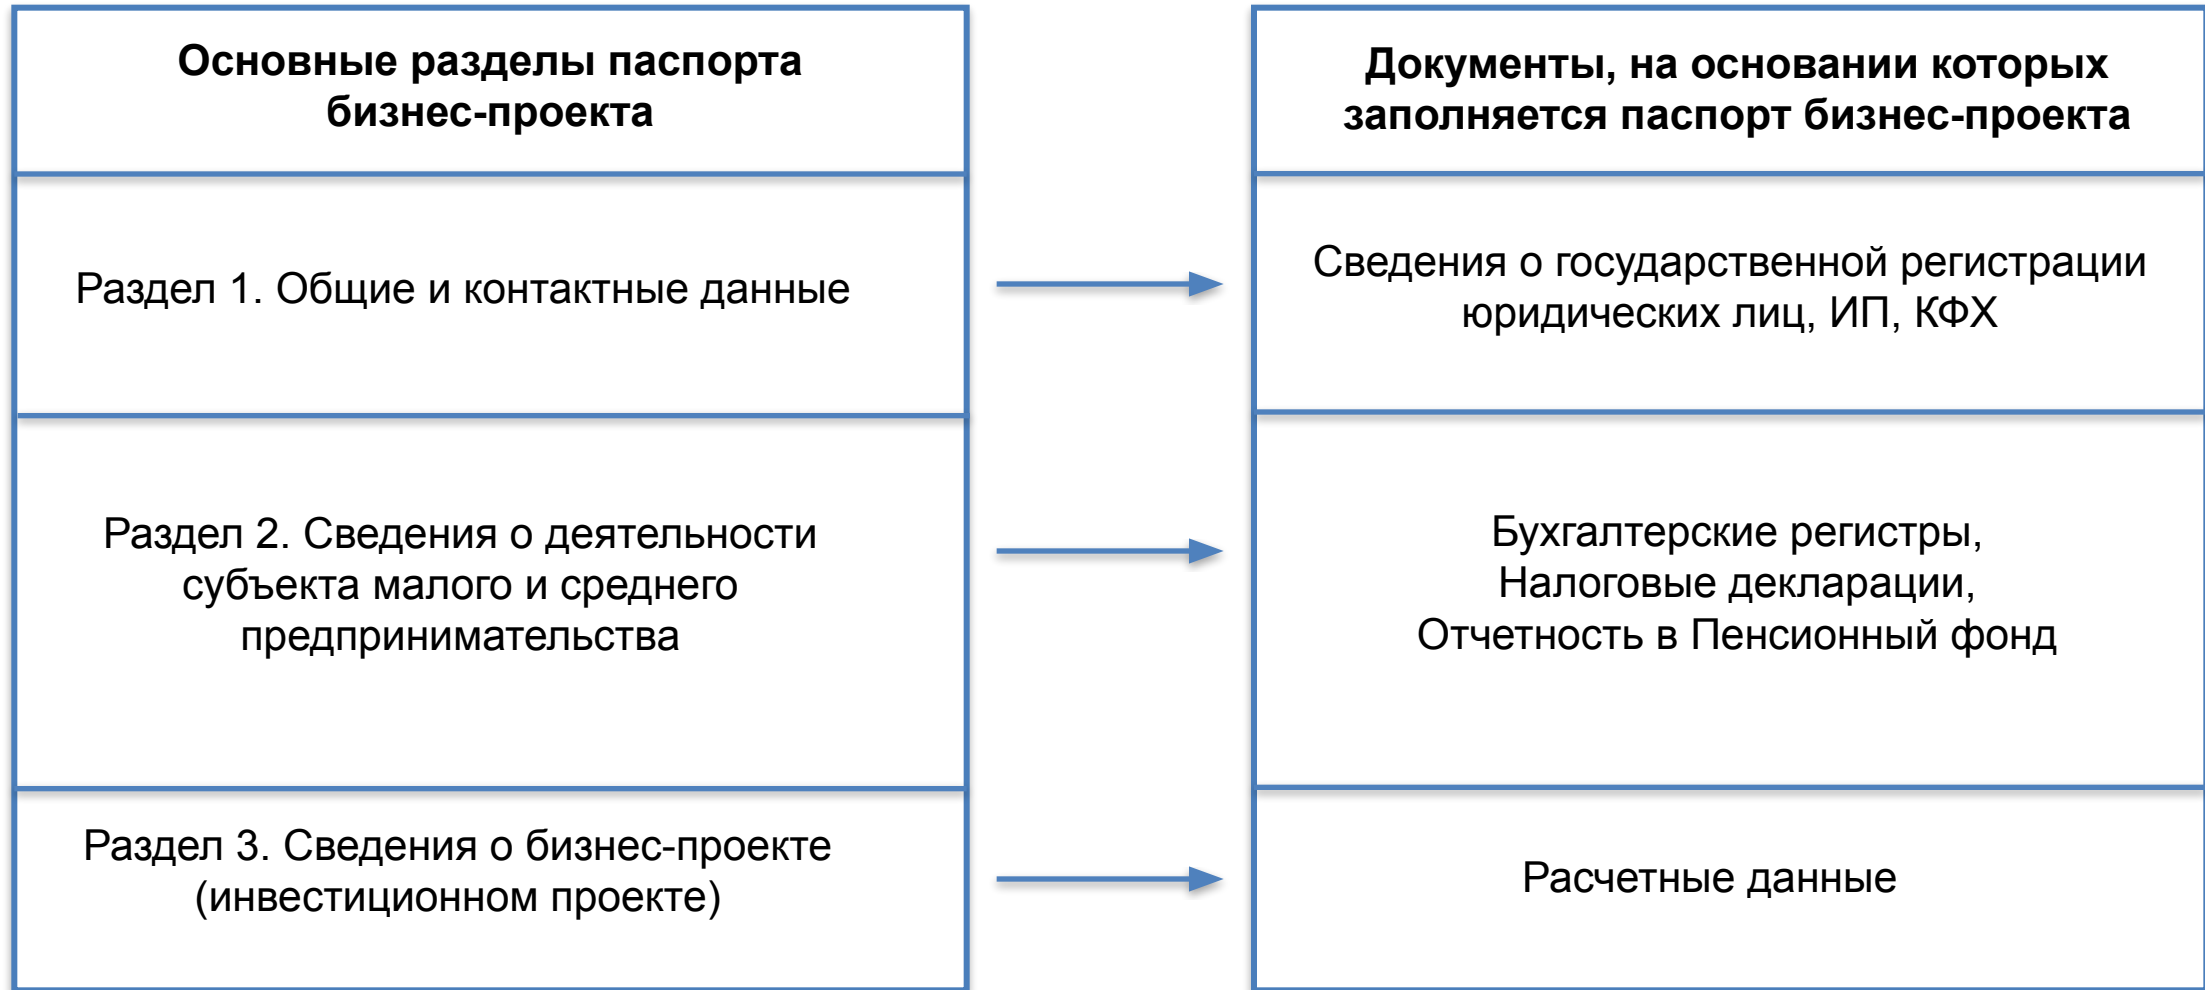 Основные разделы паспорта
бизнес-проекта
Документы, на основании которых
заполняется паспорт бизнес-проекта
Раздел 1. Общие и контактные данные
Сведения о государственной регистрации
юридических лиц, ИП, КФХ
Раздел 2. Сведения о деятельности
субъекта малого и среднего
предпринимательства
Бухгалтерские регистры,
Налоговые декларации,
Отчетность в Пенсионный фонд
Раздел 3. Сведения о бизнес-проекте
(инвестиционном проекте)
Расчетные данные